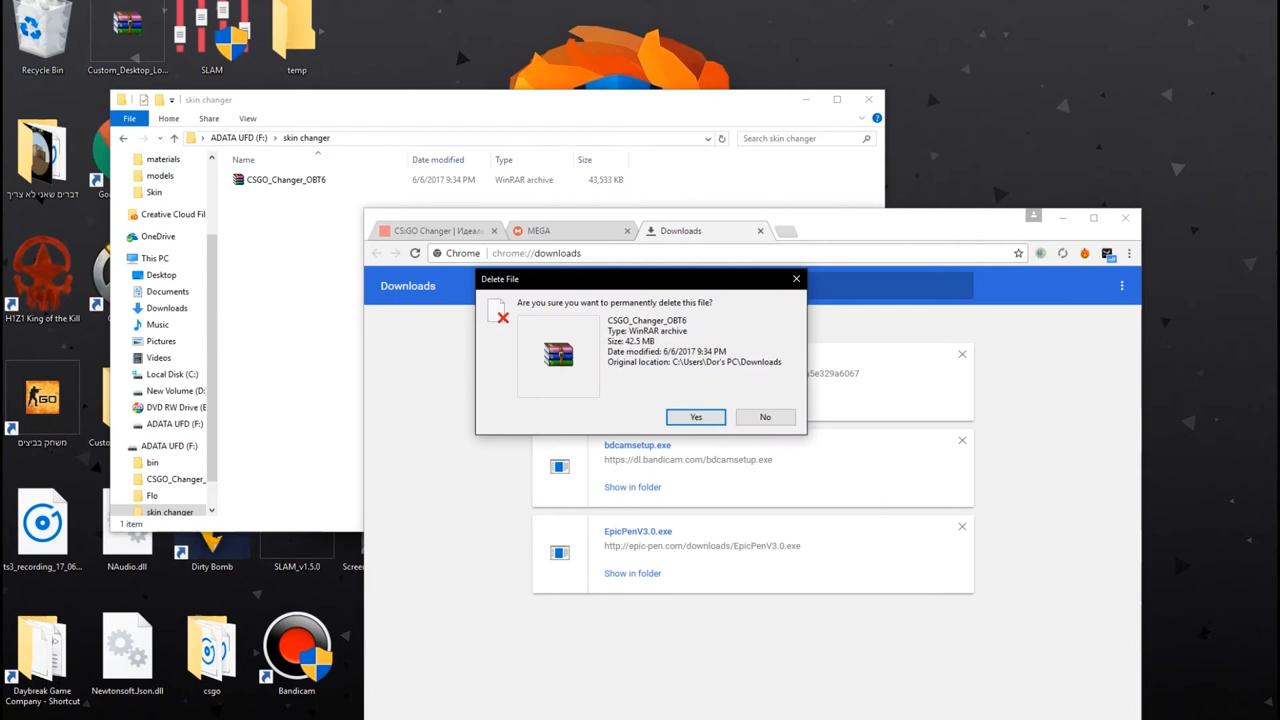 Recycle Bin
Custom_Desktop_Lo...
SLAM
temp
דברים שאני לא צריך
H1Z1 King of the Kill
GO
משחק בביצים
ts3_recording_17_06...
NAudio.dll
Dirty Bomb
SLAM_v1.5.0
Daybreak Game
Company - Shortcut
Newtonsoft.Json.dll
csgo
Bandicam
skin changer
File
Home
Share
View
ADATA UFD (F:)
skin changer
Search skin changer
Name
Date modified
Type
Size
CSGO_Changer_OBT6
6/6/2017 9:34 PM
WinRAR archive
43,533 KB
materials
models
Skin
Creative Cloud Fil
OneDrive
This PC
Desktop
Documents
Downloads
Music
Pictures
Videos
Local Disk (C:)
New Volume (D:
DVD RW Drive (E
ADATA UFD (F:)
ADATA UFD (F:)
bin
CSGO_Changer_
Flo
skin changer
1 item
CS:GO Changer | Идеаль
MEGA
Downloads
Chrome
chrome://downloads
off
Downloads
Delete File
Are you sure you want to permanently delete this file?
CSGO_Changer_OBT6
Type: WinRAR archive
Size: 42.5 MB
Date modified: 6/6/2017 9:34 PM
Original location: C:\Users\Dor's PC\Downloads
Yes
No
a5e329a6067
bdcamsetup.exe
https://dl.bandicam.com/bdcamsetup.exe
Show in folder
EpicPenV3.0.exe
http://epic-pen.com/downloads/EpicPenV3.0.exe
Show in folder